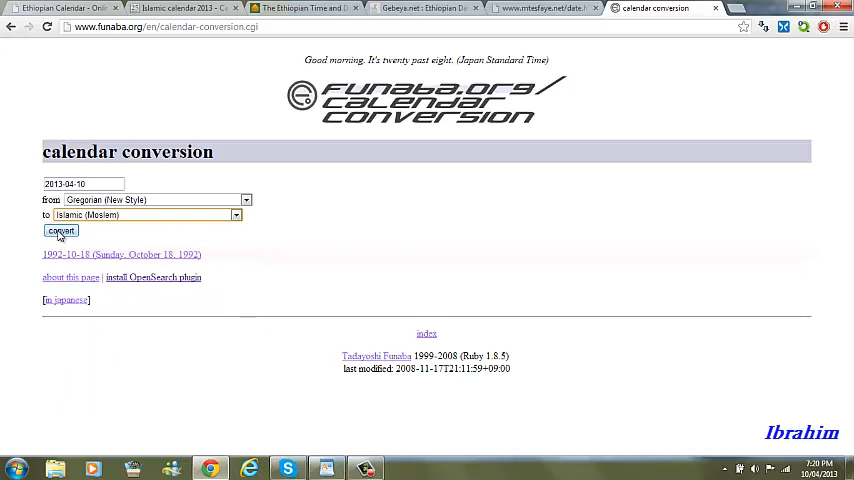 Ethiopian Calendar - Onlin
Islamic calendar 2013 - C
The Ethiopian Time and D
Gebeya.net : Ethiopian Da
www.mtesfaye.net/date.h
calendar conversion
www.funaba.org/en/calendar-conversion.cgi
Good morning. It's twenty past eight. (Japan Standard Time)
funaba.org/
calendar
conversion
calendar conversion
2013-04-10
from Gregorian (New Style)
to Islamic (Moslem)
convert
1992-10-18 (Sunday, October 18, 1992)
about this page | install OpenSearch plugin
[in japanese]
index
Tadayoshi Funaba 1999-2008 (Ruby 1.8.5)
last modified: 2008-11-17T21:11:59+09:00
Ibrahim
7:20 PM
10/04/2013